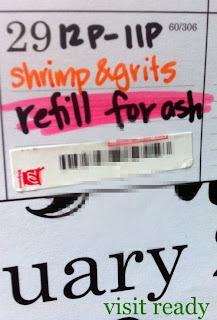 29 12P-11P 60/306
shrimp & grits
refill for ash
uary
visit ready